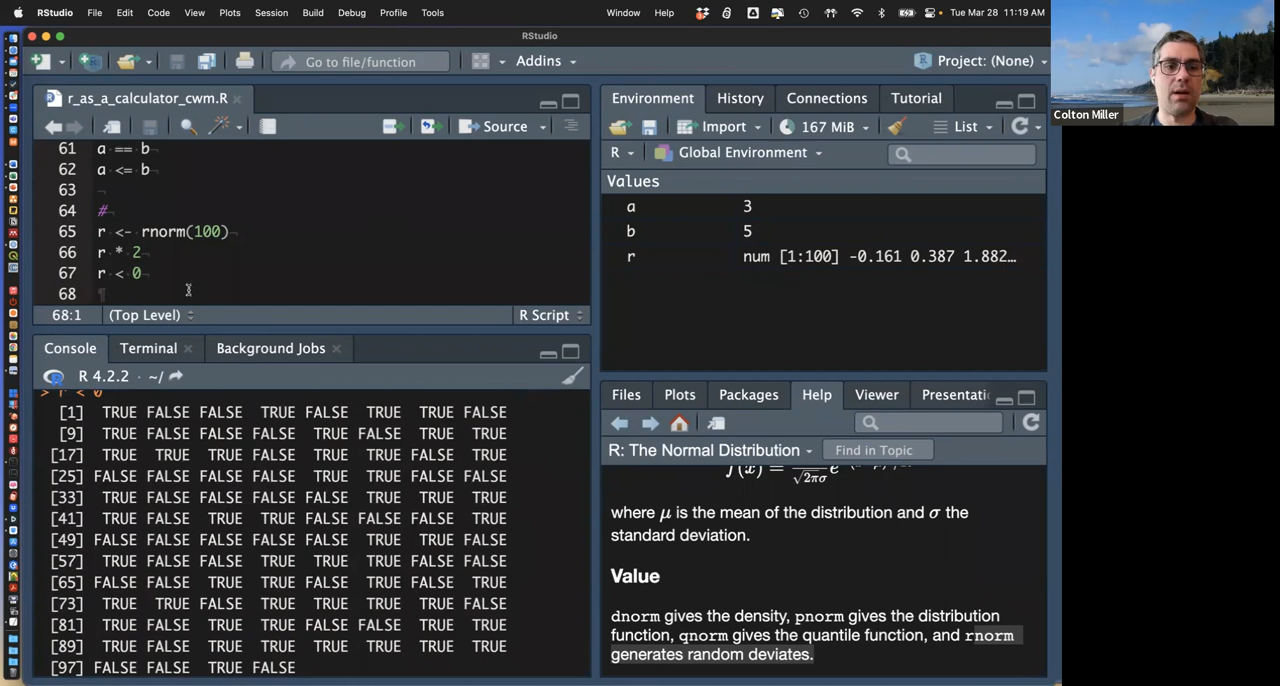 RStudio File Edit Code View Plots Session Build Debug Profile Tools Window Help Tue Mar 28 11:19 AM
RStudio
Go to file/function Addins Project: (None)
r_as_a_calculator_cwm.R
Source
61 a == b
62 a <= b
63
64 #
65 r <- rnorm(100)
66 r * 2
67 r < 0
68
68:1 (Top Level) R Script
Console Terminal Background Jobs
R 4.2.2 · ~/
> r < 0
[1] TRUE FALSE FALSE TRUE FALSE TRUE TRUE FALSE
[9] TRUE FALSE FALSE FALSE TRUE FALSE TRUE TRUE
[17] TRUE TRUE TRUE FALSE TRUE TRUE FALSE TRUE
[25] FALSE FALSE TRUE FALSE FALSE TRUE FALSE FALSE
[33] TRUE FALSE FALSE FALSE FALSE TRUE FALSE TRUE
[41] TRUE FALSE TRUE FALSE TRUE FALSE FALSE TRUE
[49] FALSE FALSE TRUE FALSE FALSE TRUE TRUE FALSE
[57] TRUE FALSE FALSE TRUE TRUE TRUE FALSE TRUE
[65] FALSE FALSE TRUE TRUE FALSE TRUE FALSE TRUE
[73] TRUE TRUE FALSE TRUE TRUE TRUE TRUE FALSE
[81] TRUE FALSE FALSE TRUE FALSE TRUE FALSE TRUE
[89] TRUE FALSE FALSE TRUE TRUE TRUE TRUE TRUE
[97] FALSE FALSE TRUE FALSE
Environment History Connections Tutorial
Import 167 MiB List
R Global Environment
Values
a 3
b 5
r num [1:100] -0.161 0.387 1.882…
Files Plots Packages Help Viewer Presentati
R: The Normal Distribution Find in Topic
where μ is the mean of the distribution and σ the
standard deviation.
Value
dnorm gives the density, pnorm gives the distribution
function, qnorm gives the quantile function, and rnorm
generates random deviates.
Colton Miller